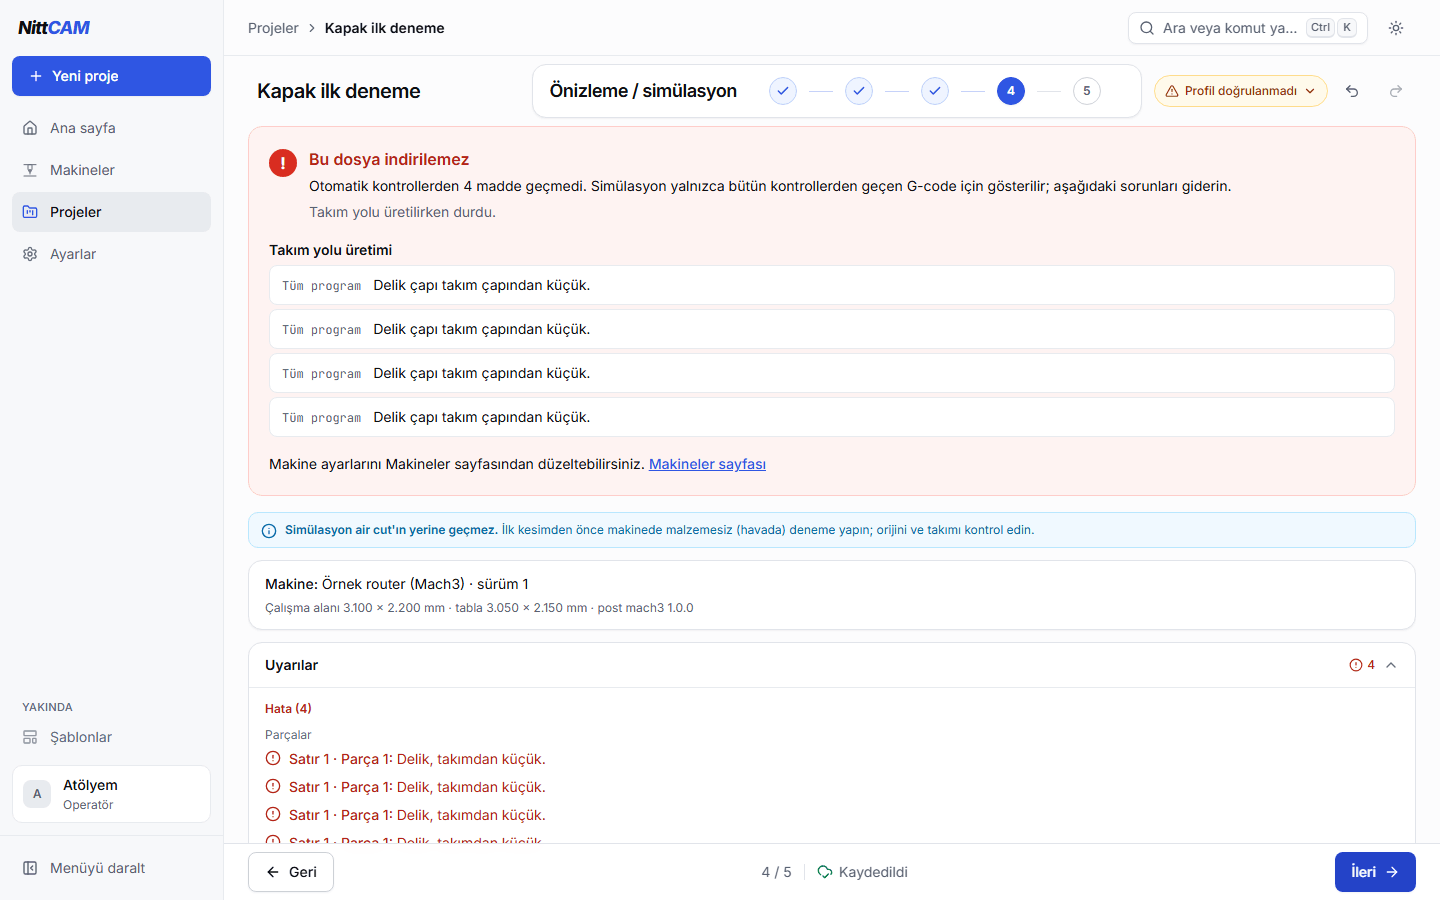 NittCAM
Projeler > Kapak ilk deneme
Ara veya komut ya... Ctrl K
+ Yeni proje
Ana sayfa
Makineler
Projeler
Ayarlar
Kapak ilk deneme
Önizleme / simülasyon
4
5
Profil doğrulanmadı
Bu dosya indirilemez
Otomatik kontrollerden 4 madde geçmedi. Simülasyon yalnızca bütün kontrollerden geçen G-code için gösterilir; aşağıdaki sorunları giderin.
Takım yolu üretilirken durdu.
Takım yolu üretimi
Tüm program Delik çapı takım çapından küçük.
Tüm program Delik çapı takım çapından küçük.
Tüm program Delik çapı takım çapından küçük.
Tüm program Delik çapı takım çapından küçük.
Makine ayarlarını Makineler sayfasından düzeltebilirsiniz. Makineler sayfası
Simülasyon air cut'ın yerine geçmez. İlk kesimden önce makinede malzemesiz (havada) deneme yapın; orijini ve takımı kontrol edin.
Makine: Örnek router (Mach3) · sürüm 1
Çalışma alanı 3.100 × 2.200 mm · tabla 3.050 × 2.150 mm · post mach3 1.0.0
Uyarılar
4
Hata (4)
Parçalar
Satır 1 · Parça 1: Delik, takımdan küçük.
Satır 1 · Parça 1: Delik, takımdan küçük.
Satır 1 · Parça 1: Delik, takımdan küçük.
Satır 1 · Parça 1: Delik, takımdan küçük.
YAKINDA
Şablonlar
A
Atölyem
Operatör
Menüyü daralt
Geri
4 / 5
Kaydedildi
İleri